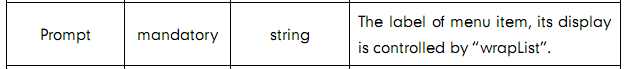 Prompt mandatory string The label of menu item, its display
is controlled by “wrapList”.